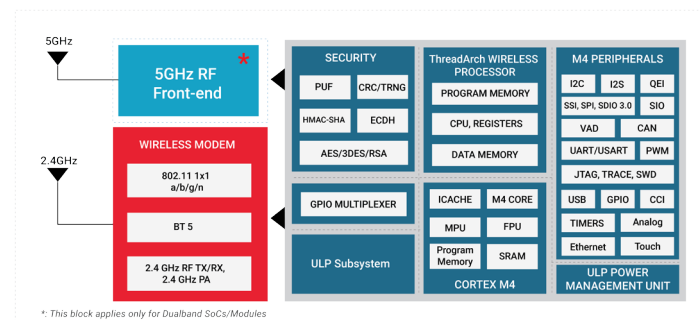 5GHz
5GHz RF
Front-end
*
2.4GHz
WIRELESS MODEM
802.11 1x1
a/b/g/n
BT 5
2.4 GHz RF TX/RX,
2.4 GHz PA
SECURITY
PUF
CRC/TRNG
HMAC-SHA
ECDH
AES/3DES/RSA
GPIO MULTIPLEXER
ULP Subsystem
ThreadArch WIRELESS
PROCESSOR
PROGRAM MEMORY
CPU, REGISTERS
DATA MEMORY
ICACHE
M4 CORE
MPU
FPU
Program
Memory
SRAM
CORTEX M4
M4 PERIPHERALS
I2C
I2S
QEI
SSI, SPI, SDIO 3.0
SIO
VAD
CAN
UART/USART
PWM
JTAG, TRACE, SWD
USB
GPIO
CCI
TIMERS
Analog
Ethernet
Touch
ULP POWER
MANAGEMENT UNIT
*: This block applies only for Dualband SoCs/Modules